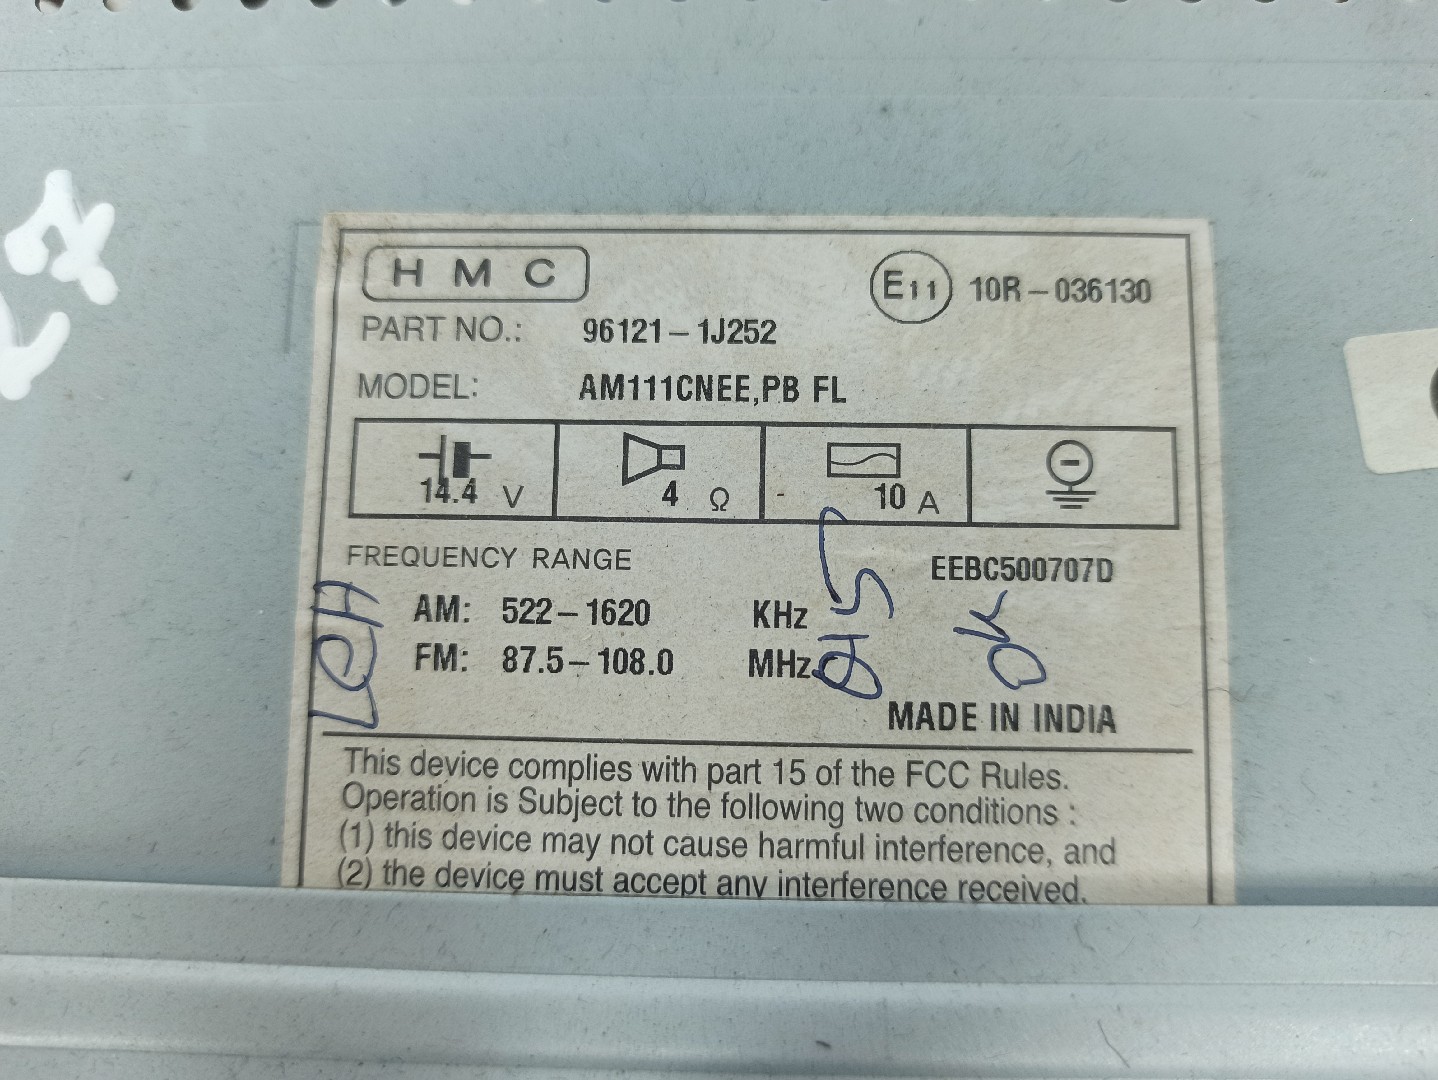 HMC
E11 10R-036130
PART NO.: 96121-1J252
MODEL: AM111CNEE,PB FL
14.4 V 4 Ω 10 A
FREQUENCY RANGE EEBC500707D
AM: 522-1620 KHz
FM: 87.5-108.0 MHz
OK
MADE IN INDIA
This device complies with part 15 of the FCC Rules.
Operation is Subject to the following two conditions :
(1) this device may not cause harmful interference, and
(2) the device must accept any interference received.